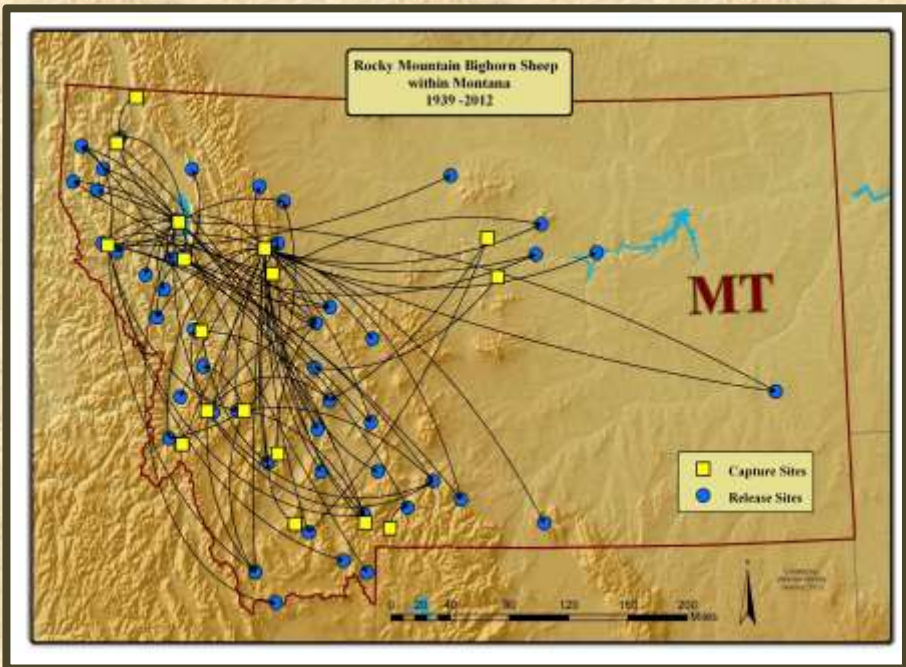 Rocky Mountain Bighorn Sheep
within Montana
1939 -2012
MT
Capture Sites
Release Sites
0 20 40 80 120 160 200
Miles